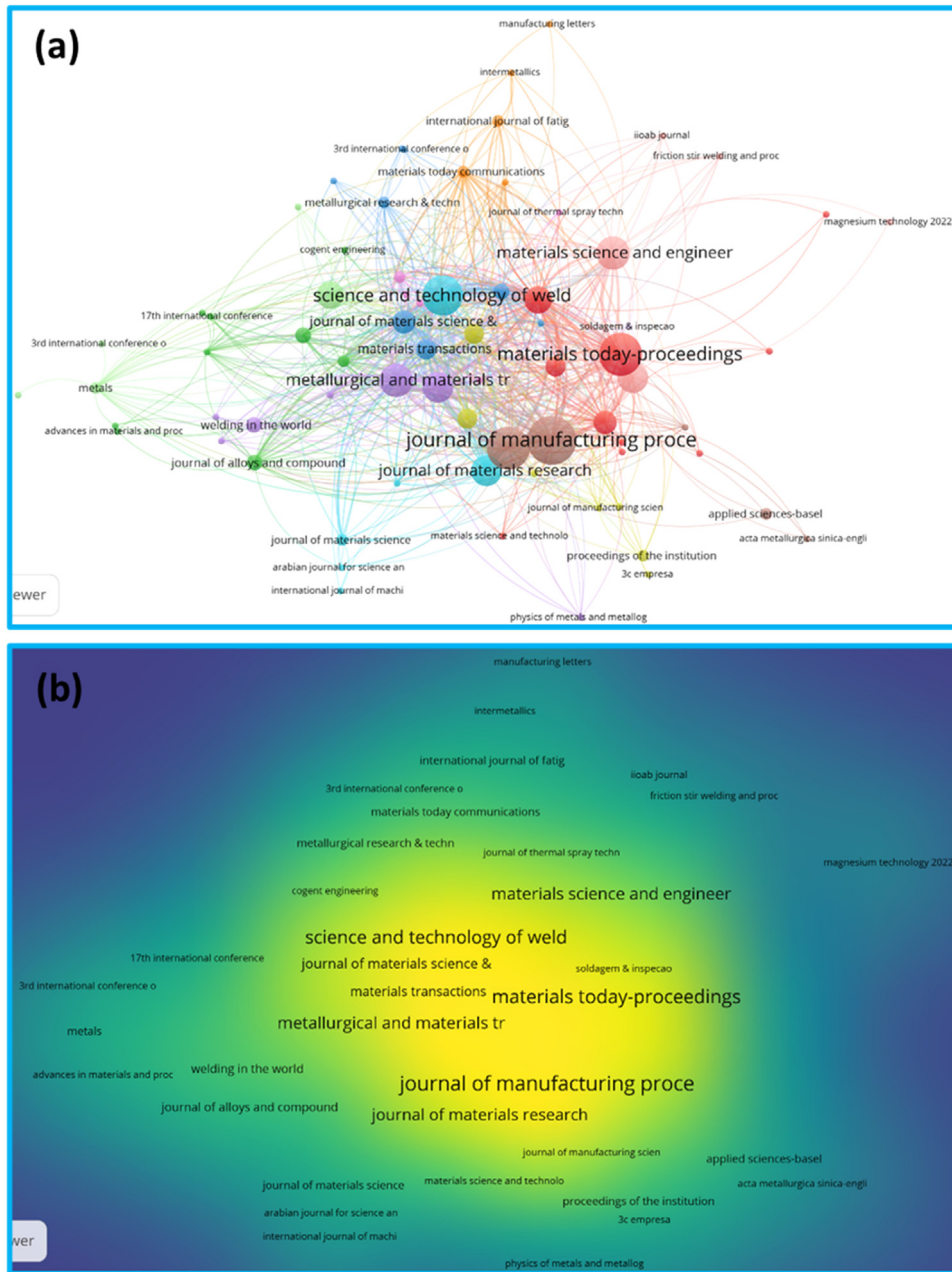 (a)
manufacturing letters
intermetallics
international journal of fatig
iioab journal
3rd international conference o
friction stir welding and proc
materials today communications
metallurgical research & techn
journal of thermal spray techn
magnesium technology 2022
cogent engineering
materials science and engineer
science and technology of weld
17th international conference
journal of materials science &
soldagem & inspecao
3rd international conference o
materials transactions
materials today-proceedings
metallurgical and materials tr
metals
welding in the world
advances in materials and proc
journal of manufacturing proce
journal of alloys and compound
journal of materials research
journal of manufacturing scien
applied sciences-basel
journal of materials science
materials science and technolo
acta metallurgica sinica-engli
proceedings of the institution
arabian journal for science an
3c empresa
international journal of machi
ewer
physics of metals and metallog
(b)
manufacturing letters
intermetallics
international journal of fatig
iioab journal
3rd international conference o
friction stir welding and proc
materials today communications
metallurgical research & techn
journal of thermal spray techn
magnesium technology 2022
cogent engineering
materials science and engineer
science and technology of weld
17th international conference
journal of materials science &
soldagem & inspecao
3rd international conference o
materials transactions
materials today-proceedings
metallurgical and materials tr
metals
welding in the world
advances in materials and proc
journal of manufacturing proce
journal of alloys and compound
journal of materials research
journal of manufacturing scien
applied sciences-basel
journal of materials science
materials science and technolo
acta metallurgica sinica-engli
proceedings of the institution
arabian journal for science an
3c empresa
international journal of machi
wer
physics of metals and metallog